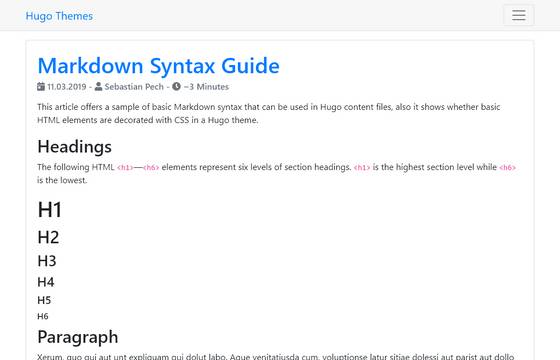 Hugo Themes
Markdown Syntax Guide
11.03.2019 - Sebastian Pech - ~3 Minutes
This article offers a sample of basic Markdown syntax that can be used in Hugo content files, also it shows whether basic
HTML elements are decorated with CSS in a Hugo theme.
Headings
The following HTML <h1>—<h6> elements represent six levels of section headings. <h1> is the highest section level while <h6>
is the lowest.
H1
H2
H3
H4
H5
H6
Paragraph
Xerum, quo qui aut unt expliquam qui dolut labo. Aque venitatiusda cum, voluptionse latur sitiae dolessi aut parist aut dollo